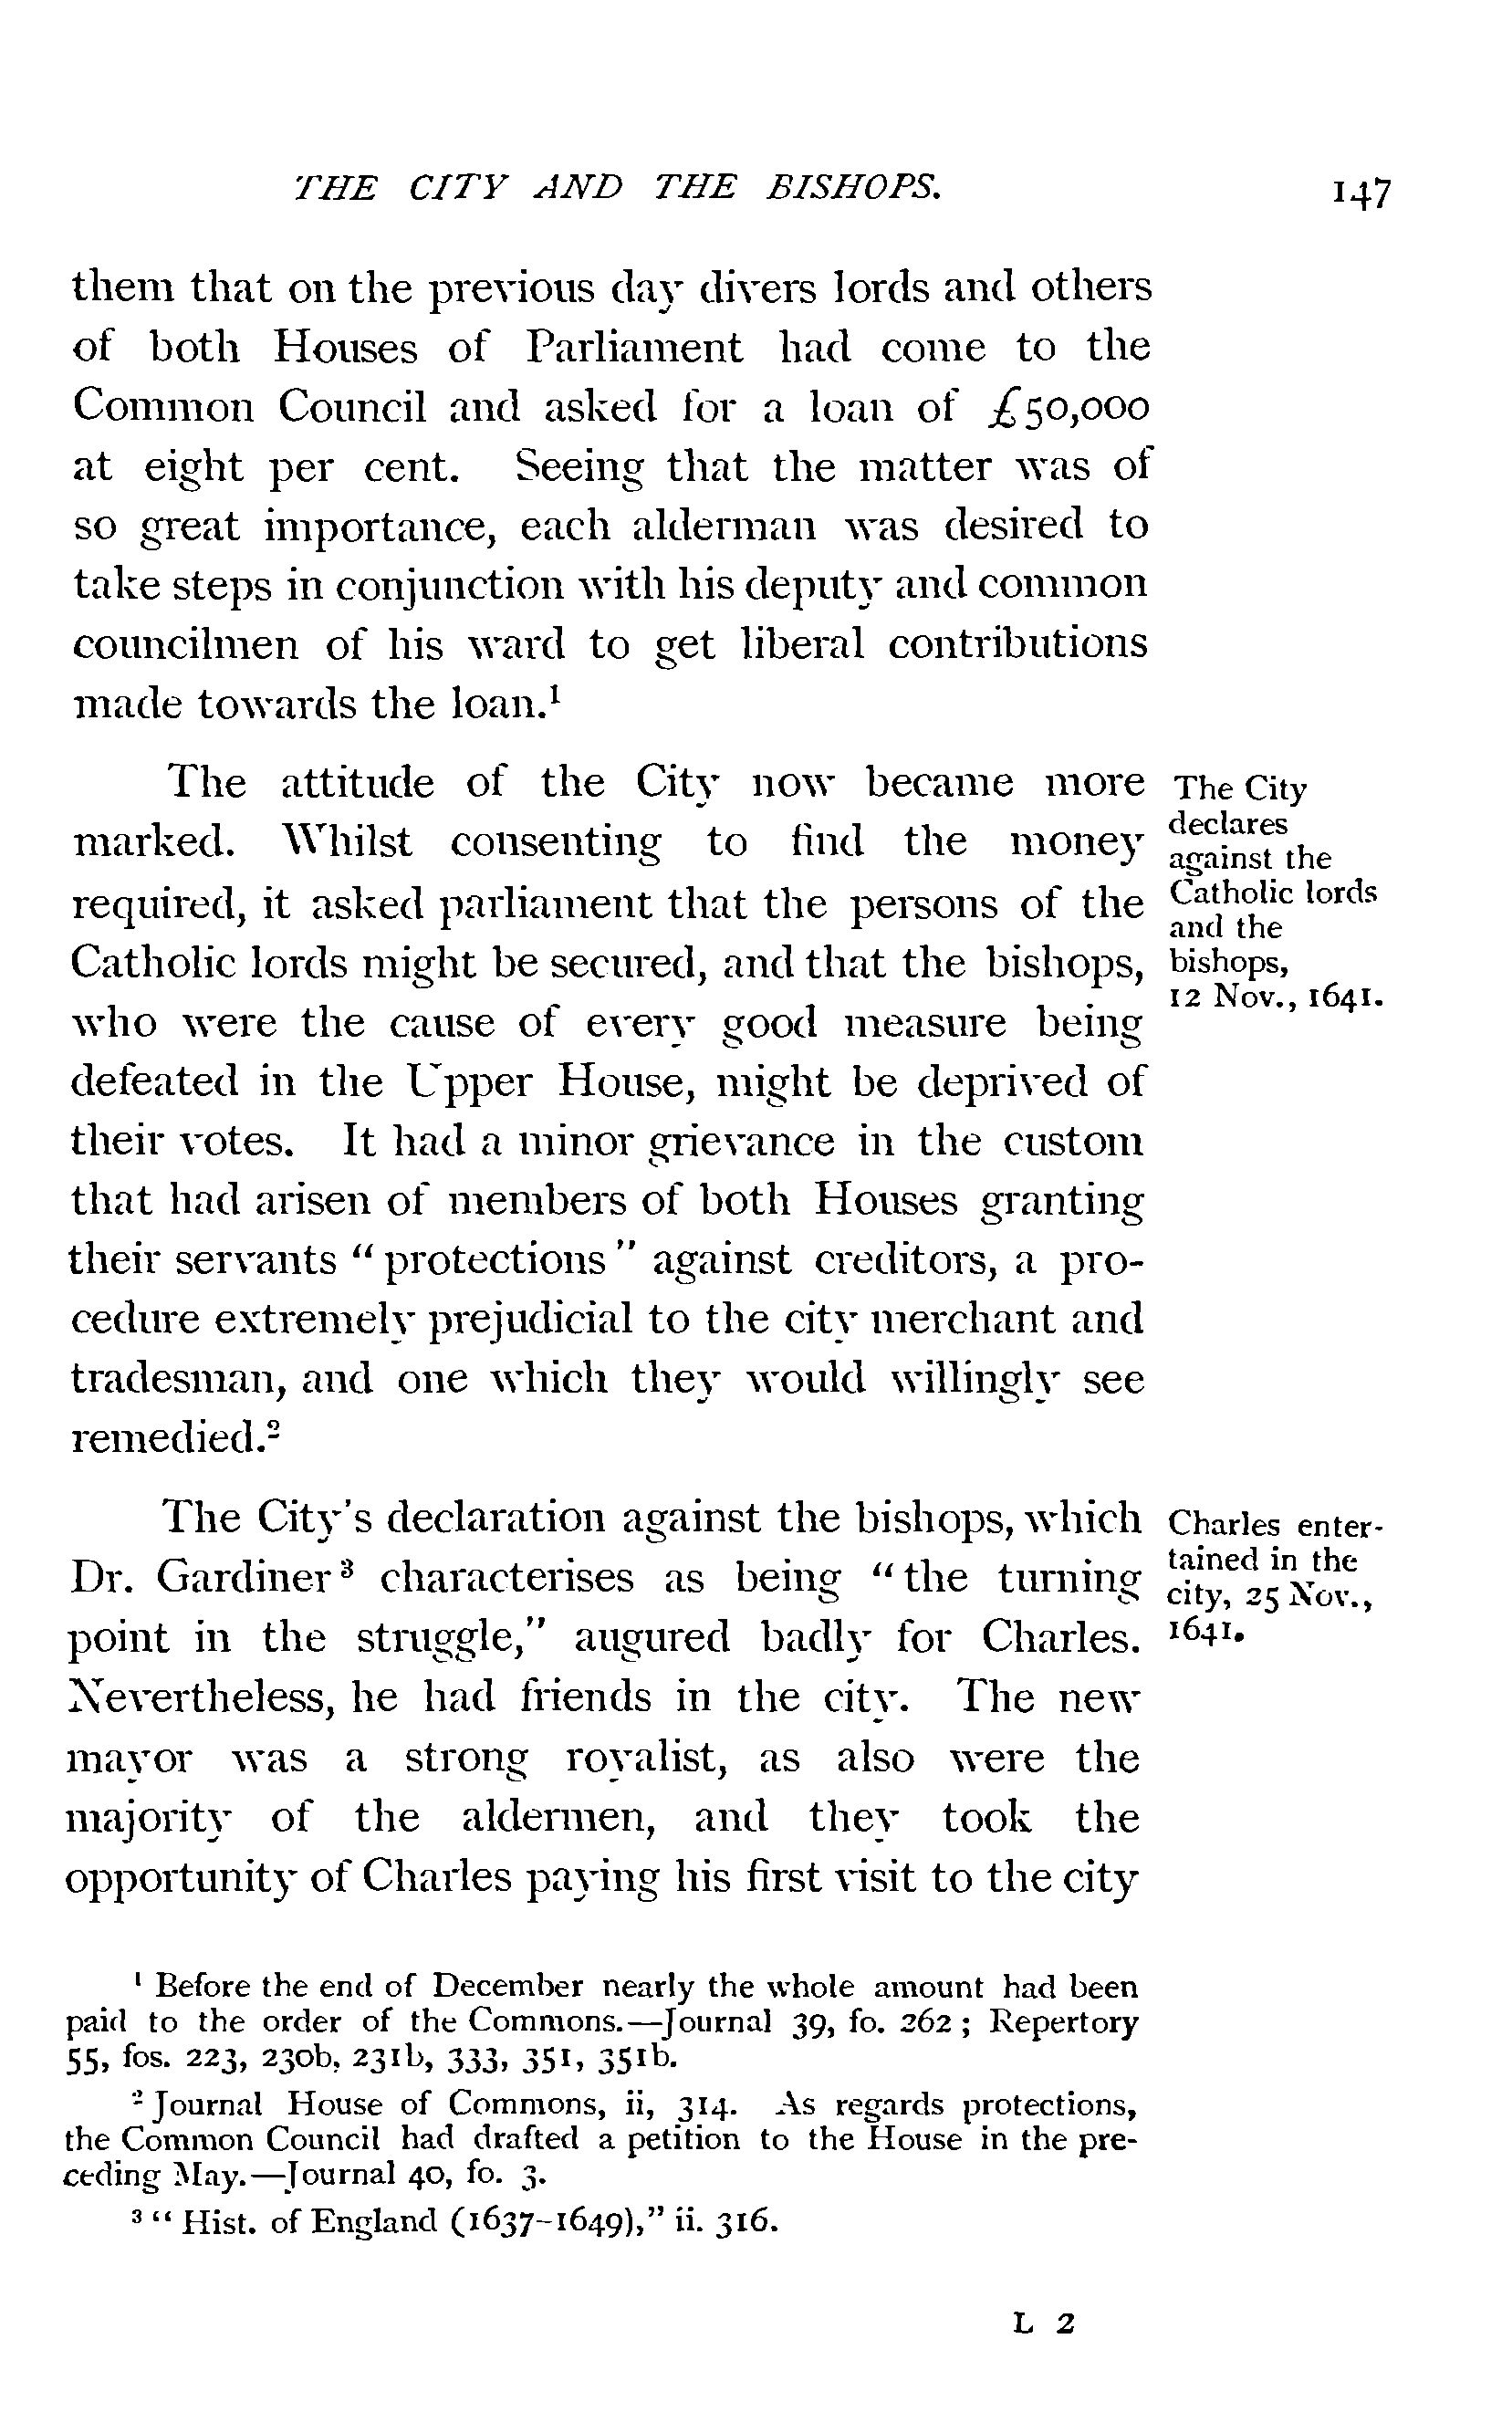 THE CITY AND THE BISHOPS. 147
them that on the previous day divers lords and others
of both Houses of Parliament had come to the
Common Council and asked for a loan of £50,000
at eight per cent. Seeing that the matter was of
so great importance, each alderman was desired to
take steps in conjunction with his deputy and common
councilmen of his ward to get liberal contributions
made towards the loan.¹
The attitude of the City now became more
marked. Whilst consenting to find the money
required, it asked parliament that the persons of the
Catholic lords might be secured, and that the bishops,
who were the cause of every good measure being
defeated in the Upper House, might be deprived of
their votes. It had a minor grievance in the custom
that had arisen of members of both Houses granting
their servants “protections” against creditors, a pro-
cedure extremely prejudicial to the city merchant and
tradesman, and one which they would willingly see
remedied.²
The City
declares
against the
Catholic lords
and the
bishops,
12 Nov., 1641.
The City's declaration against the bishops, which
Dr. Gardiner³ characterises as being “the turning
point in the struggle,” augured badly for Charles.
Nevertheless, he had friends in the city. The new
mayor was a strong royalist, as also were the
majority of the aldermen, and they took the
opportunity of Charles paying his first visit to the city
Charles enter-
tained in the
city, 25 Nov.,
1641.
¹ Before the end of December nearly the whole amount had been
paid to the order of the Commons.—Journal 39, fo. 262; Repertory
55, fos. 223, 230b, 231b, 333, 351, 351b.
² Journal House of Commons, ii, 314. As regards protections,
the Common Council had drafted a petition to the House in the pre-
ceding May.—Journal 40, fo. 3.
³ “Hist. of England (1637-1649),” ii. 316.
L 2